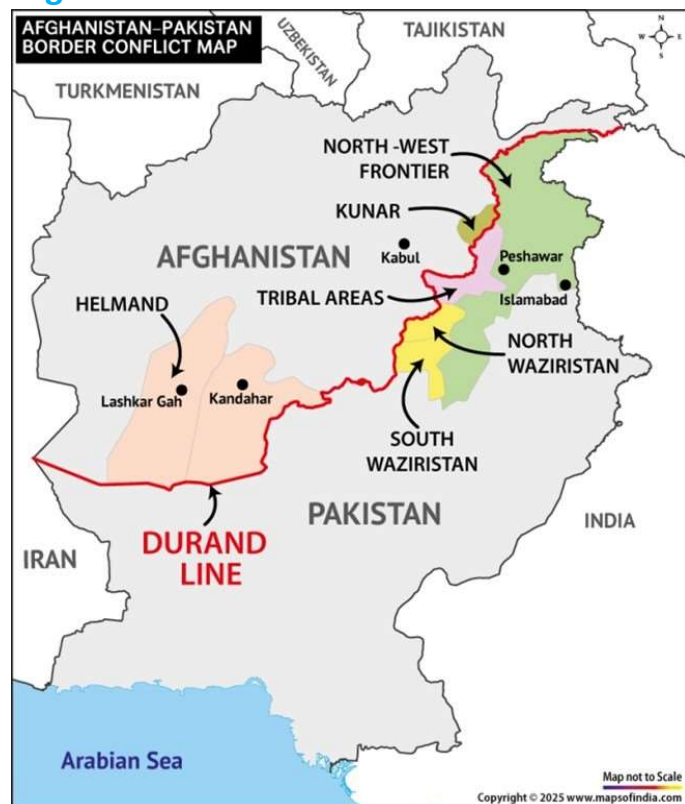 AFGHANISTAN-PAKISTAN
BORDER CONFLICT MAP
UZBEKISTAN
TAJIKISTAN
N
W
E
S
TURKMENISTAN
NORTH -WEST
FRONTIER
KUNAR
AFGHANISTAN
Kabul
Peshawar
Islamabad
TRIBAL AREAS
HELMAND
NORTH
WAZIRISTAN
Lashkar Gah
Kandahar
SOUTH
WAZIRISTAN
PAKISTAN
INDIA
DURAND
LINE
IRAN
Arabian Sea
Map not to Scale
Copyright © 2025 www.mapsofindia.com